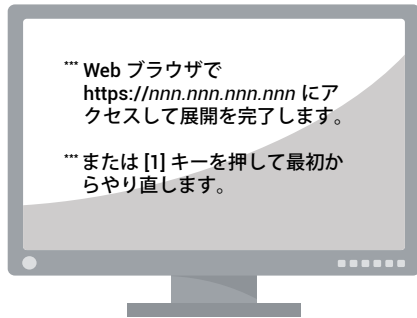 *** Web ブラウザで
https://nnn.nnn.nnn.nnn にア
クセスして展開を完了します。
*** または [1] キーを押して最初か
らやり直します。